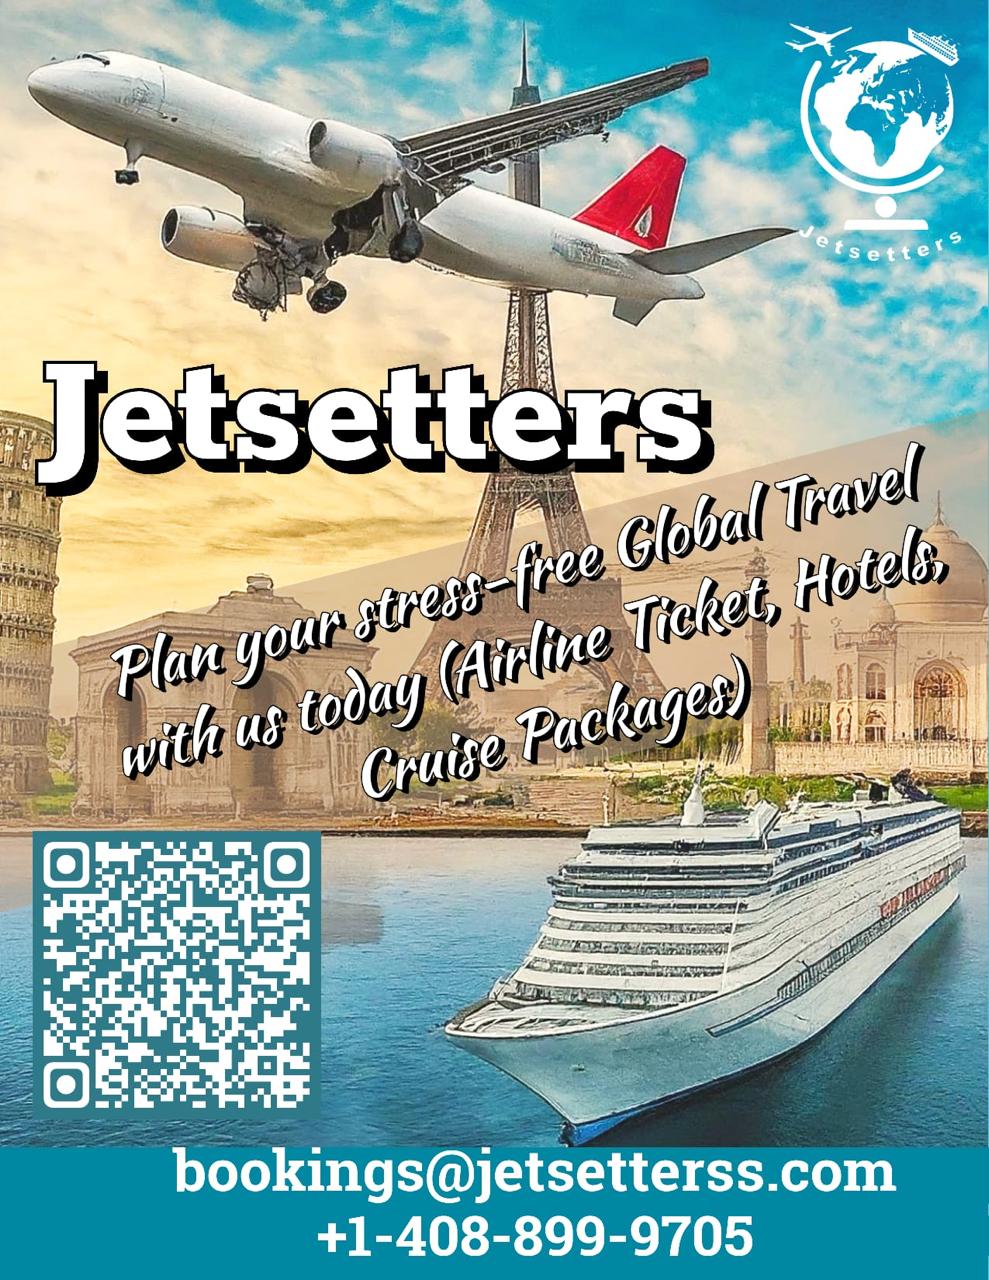 Jetsetters
Jetsetters
Plan your stress-free Global Travel
with us today (Airline Ticket, Hotels,
Cruise Packages)
bookings@jetsetterss.com
+1-408-899-9705